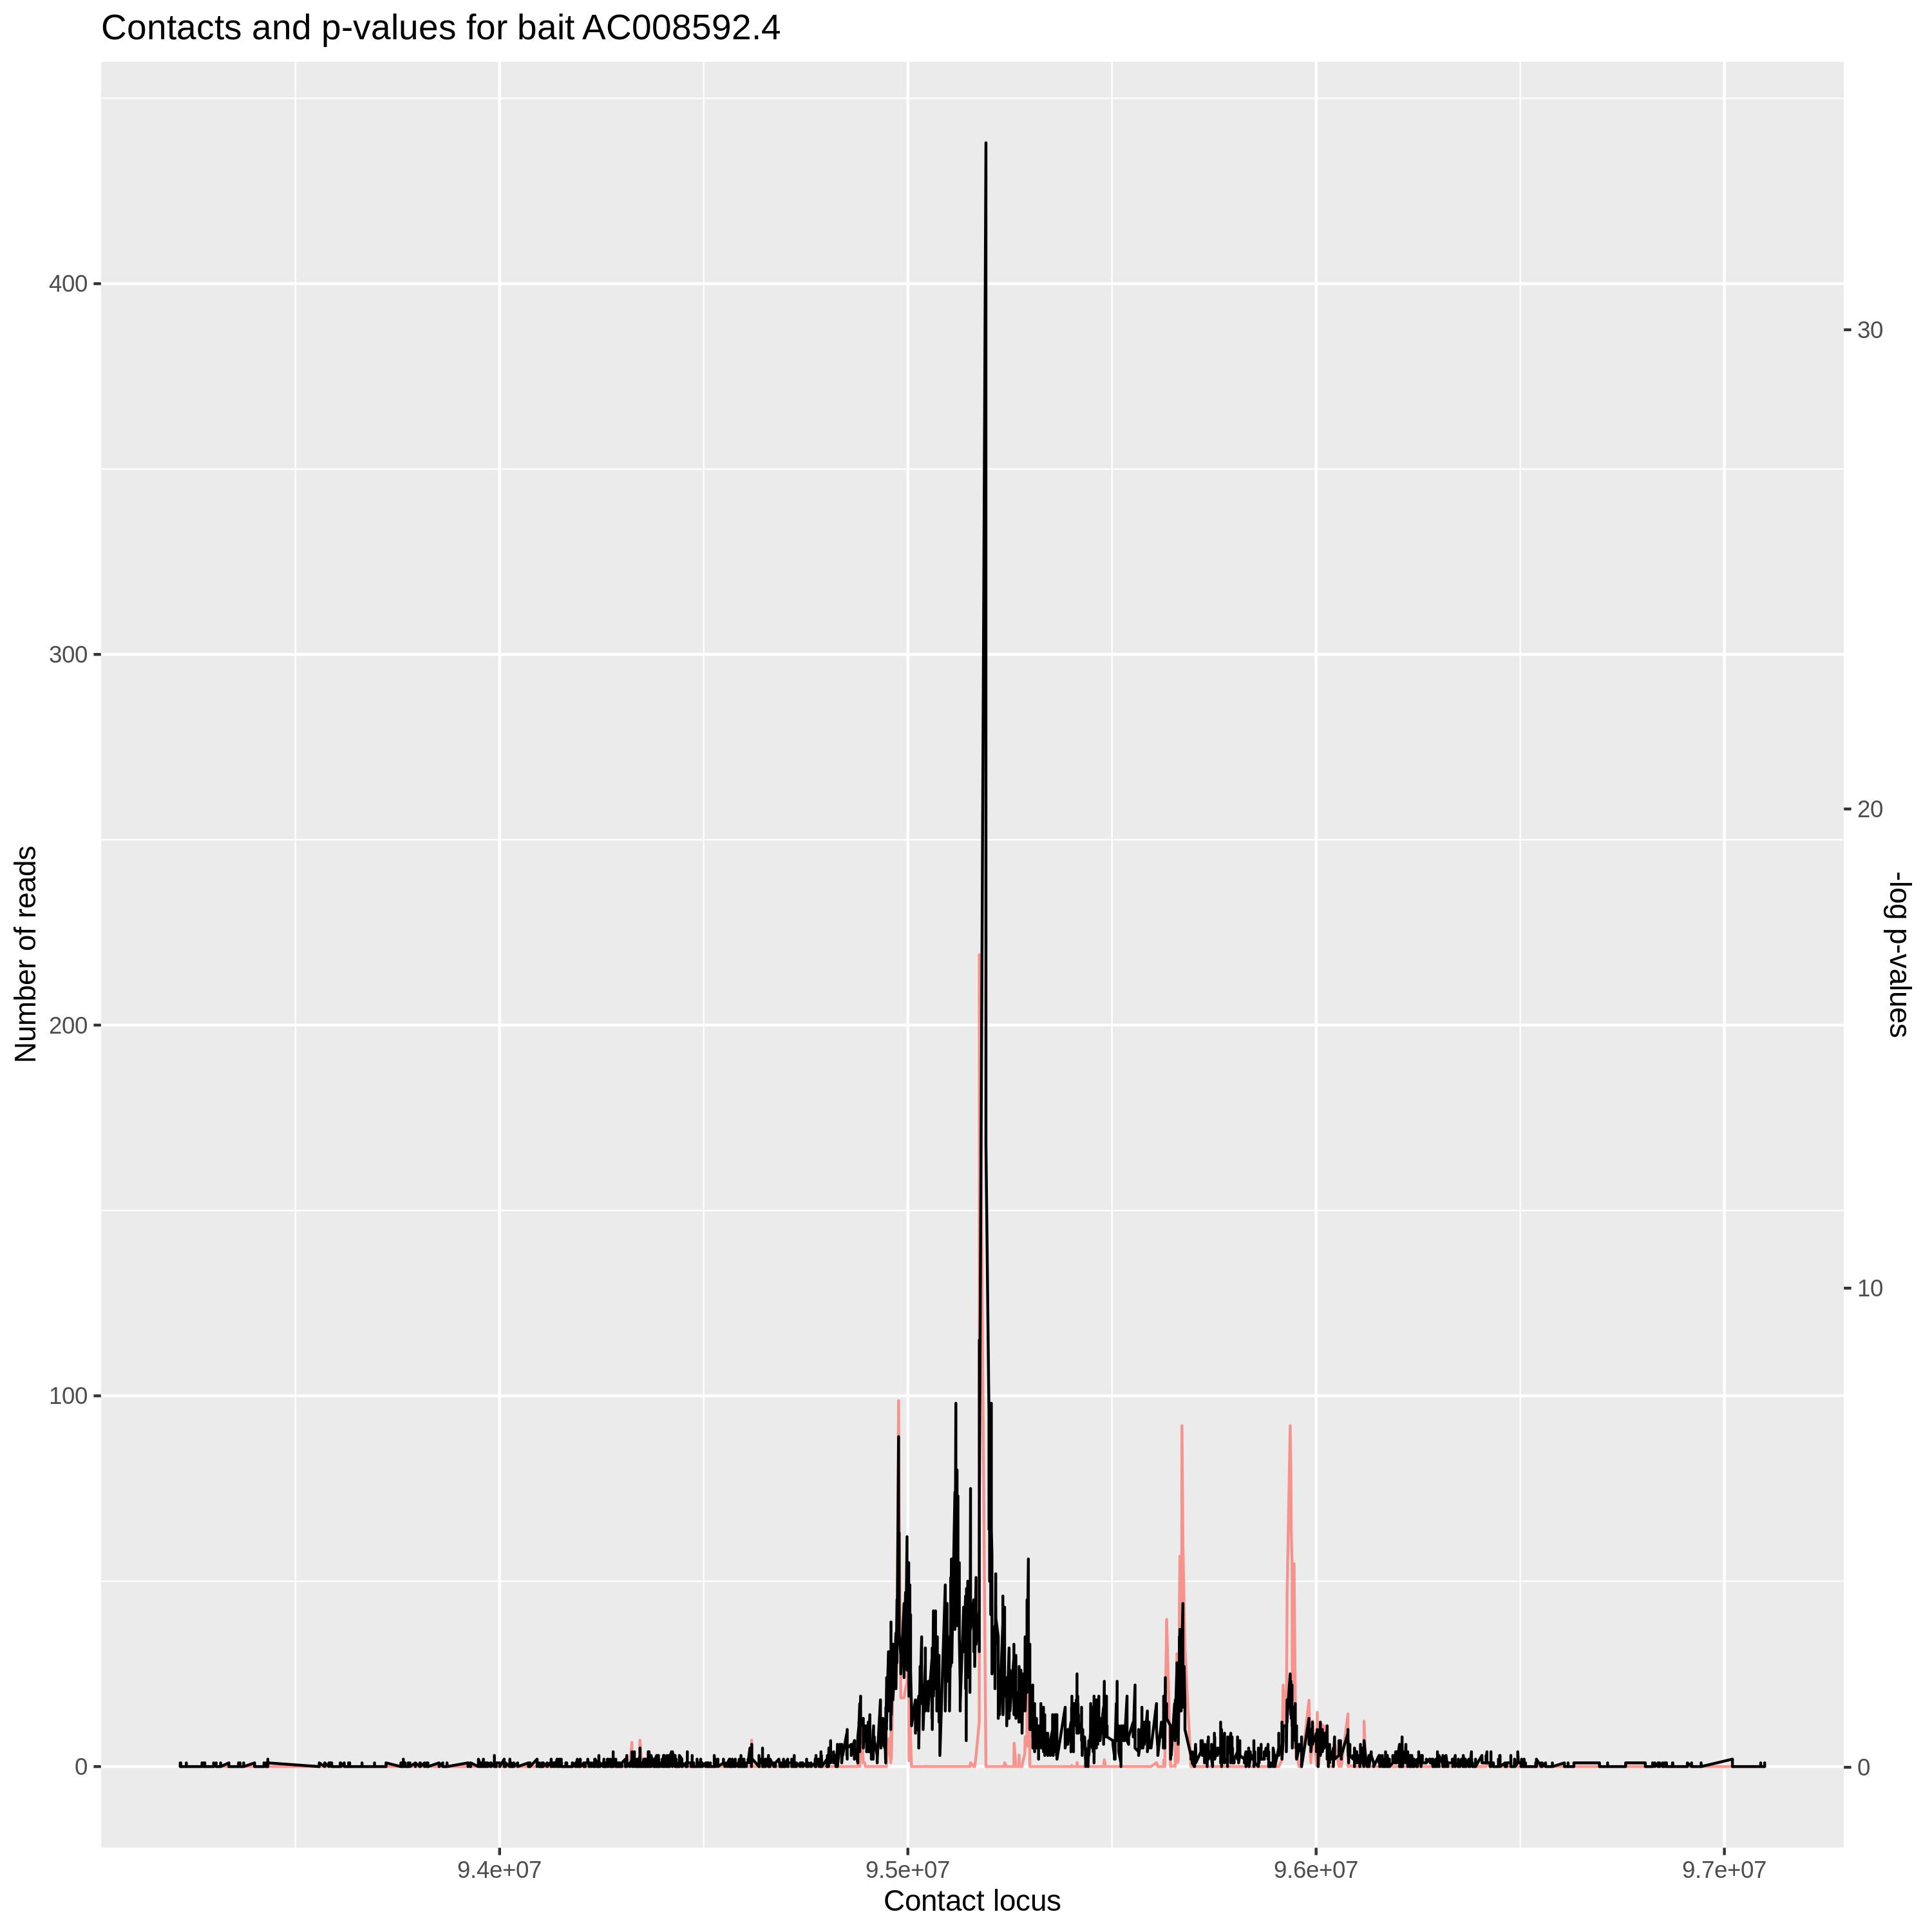 Contacts and p-values for bait AC008592.4
400
300
200
100
0
Number of reads
30
20
10
0
-log p-values
9.4e+07 9.5e+07 9.6e+07 9.7e+07
Contact locus